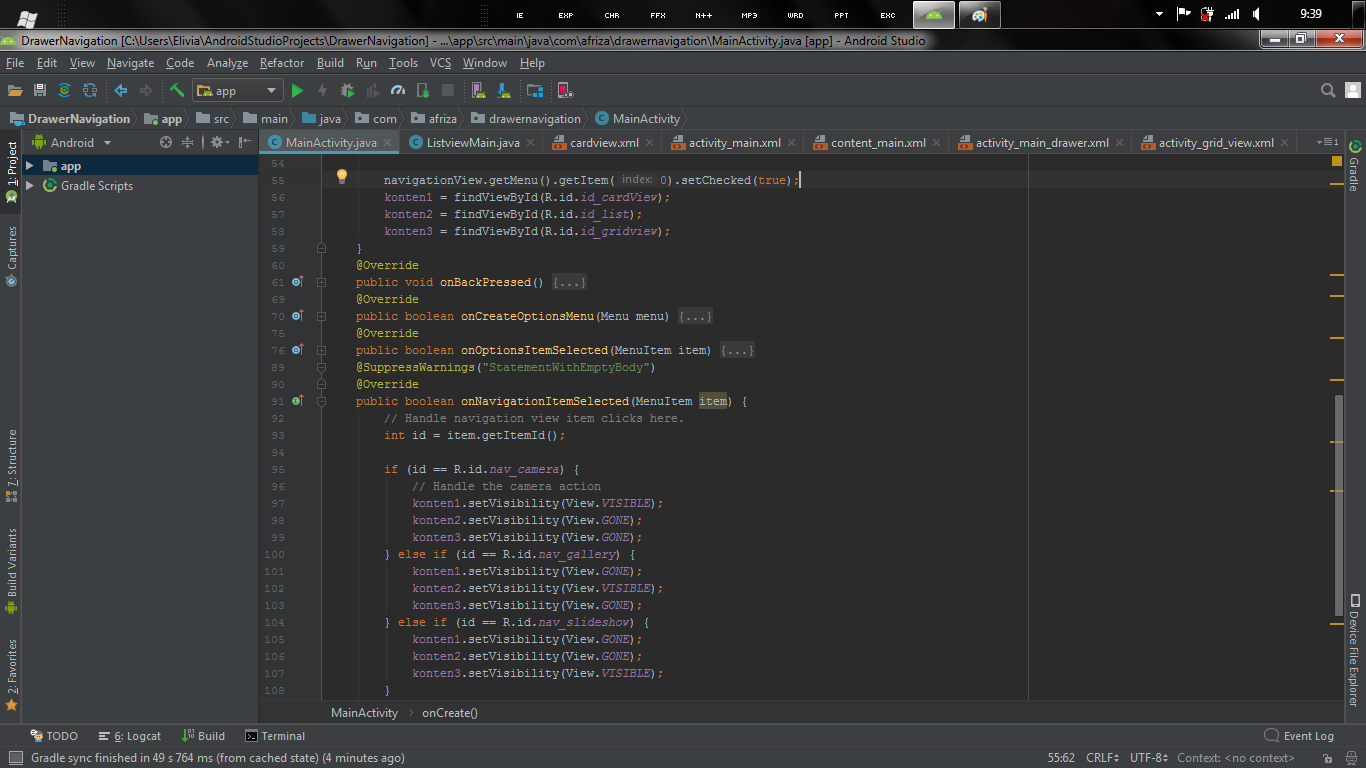 IE EXP CHR FFX N++ MP3 WRD PPT EXC 9:39
DrawerNavigation [C:\Users\Elivia\AndroidStudioProjects\DrawerNavigation] - ...\app\src\main\java\com\afriza\drawernavigation\MainActivity.java [app] - Android Studio
File Edit View Navigate Code Analyze Refactor Build Run Tools VCS Window Help
app
DrawerNavigation app src main java com afriza drawernavigation MainActivity
Android MainActivity.java ListviewMain.java cardview.xml activity_main.xml content_main.xml activity_main_drawer.xml activity_grid_view.xml
1: Project
Captures
7: Structure
Build Variants
2: Favorites
app
Gradle Scripts
54
55 navigationView.getMenu().getItem( index: 0).setChecked(true);
56 konten1 = findViewById(R.id.id_cardView);
57 konten2 = findViewById(R.id.id_list);
58 konten3 = findViewById(R.id.id_gridview);
59 }
60 @Override
61 public void onBackPressed() {...}
69 @Override
70 public boolean onCreateOptionsMenu(Menu menu) {...}
75 @Override
76 public boolean onOptionsItemSelected(MenuItem item) {...}
89 @SuppressWarnings("StatementWithEmptyBody")
90 @Override
91 public boolean onNavigationItemSelected(MenuItem item) {
92 // Handle navigation view item clicks here.
93 int id = item.getItemId();
94
95 if (id == R.id.nav_camera) {
96 // Handle the camera action
97 konten1.setVisibility(View.VISIBLE);
98 konten2.setVisibility(View.GONE);
99 konten3.setVisibility(View.GONE);
100 } else if (id == R.id.nav_gallery) {
101 konten1.setVisibility(View.GONE);
102 konten2.setVisibility(View.VISIBLE);
103 konten3.setVisibility(View.GONE);
104 } else if (id == R.id.nav_slideshow) {
105 konten1.setVisibility(View.GONE);
106 konten2.setVisibility(View.GONE);
107 konten3.setVisibility(View.VISIBLE);
108 }
Gradle
Device File Explorer
MainActivity onCreate()
TODO 6: Logcat Build Terminal Event Log
Gradle sync finished in 49 s 764 ms (from cached state) (4 minutes ago) 55:62 CRLF UTF-8 Context: <no context>